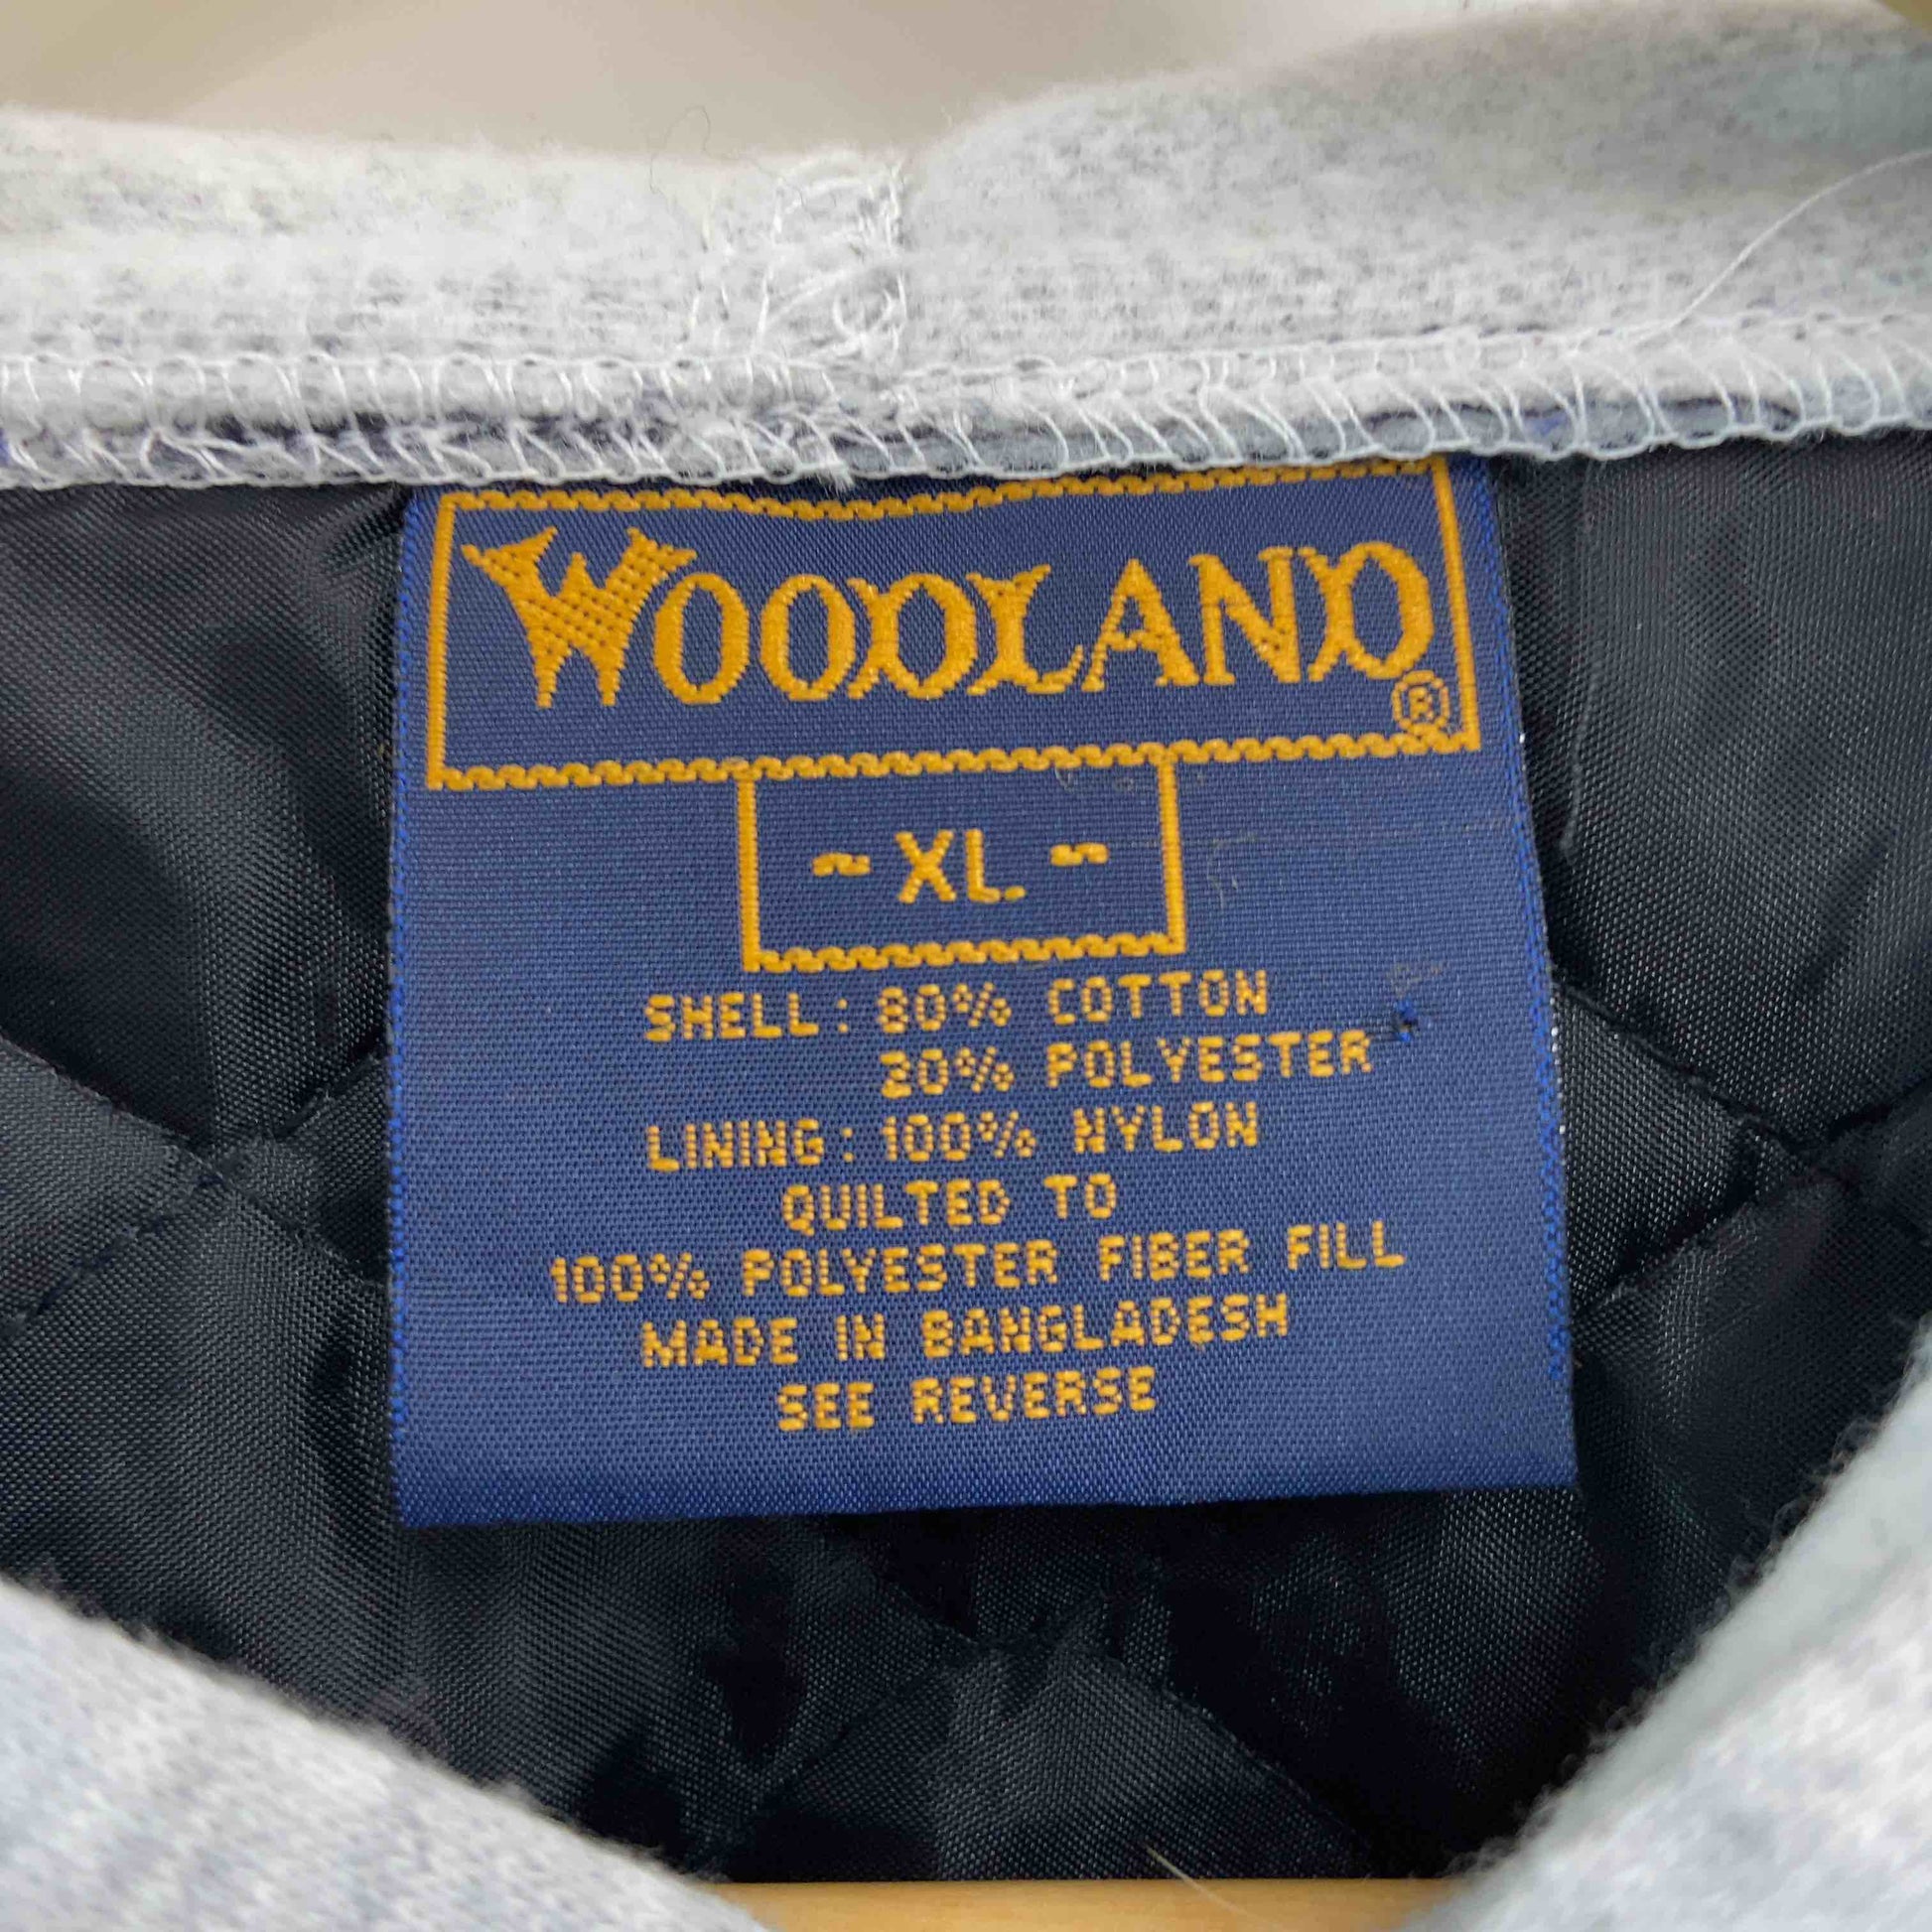 WOODLAND®
~ XL. ~
SHELL: 80% COTTON
20% POLYESTER
LINING: 100% NYLON
QUILTED TO
100% POLYESTER FIBER FILL
MADE IN BANGLADESH
SEE REVERSE